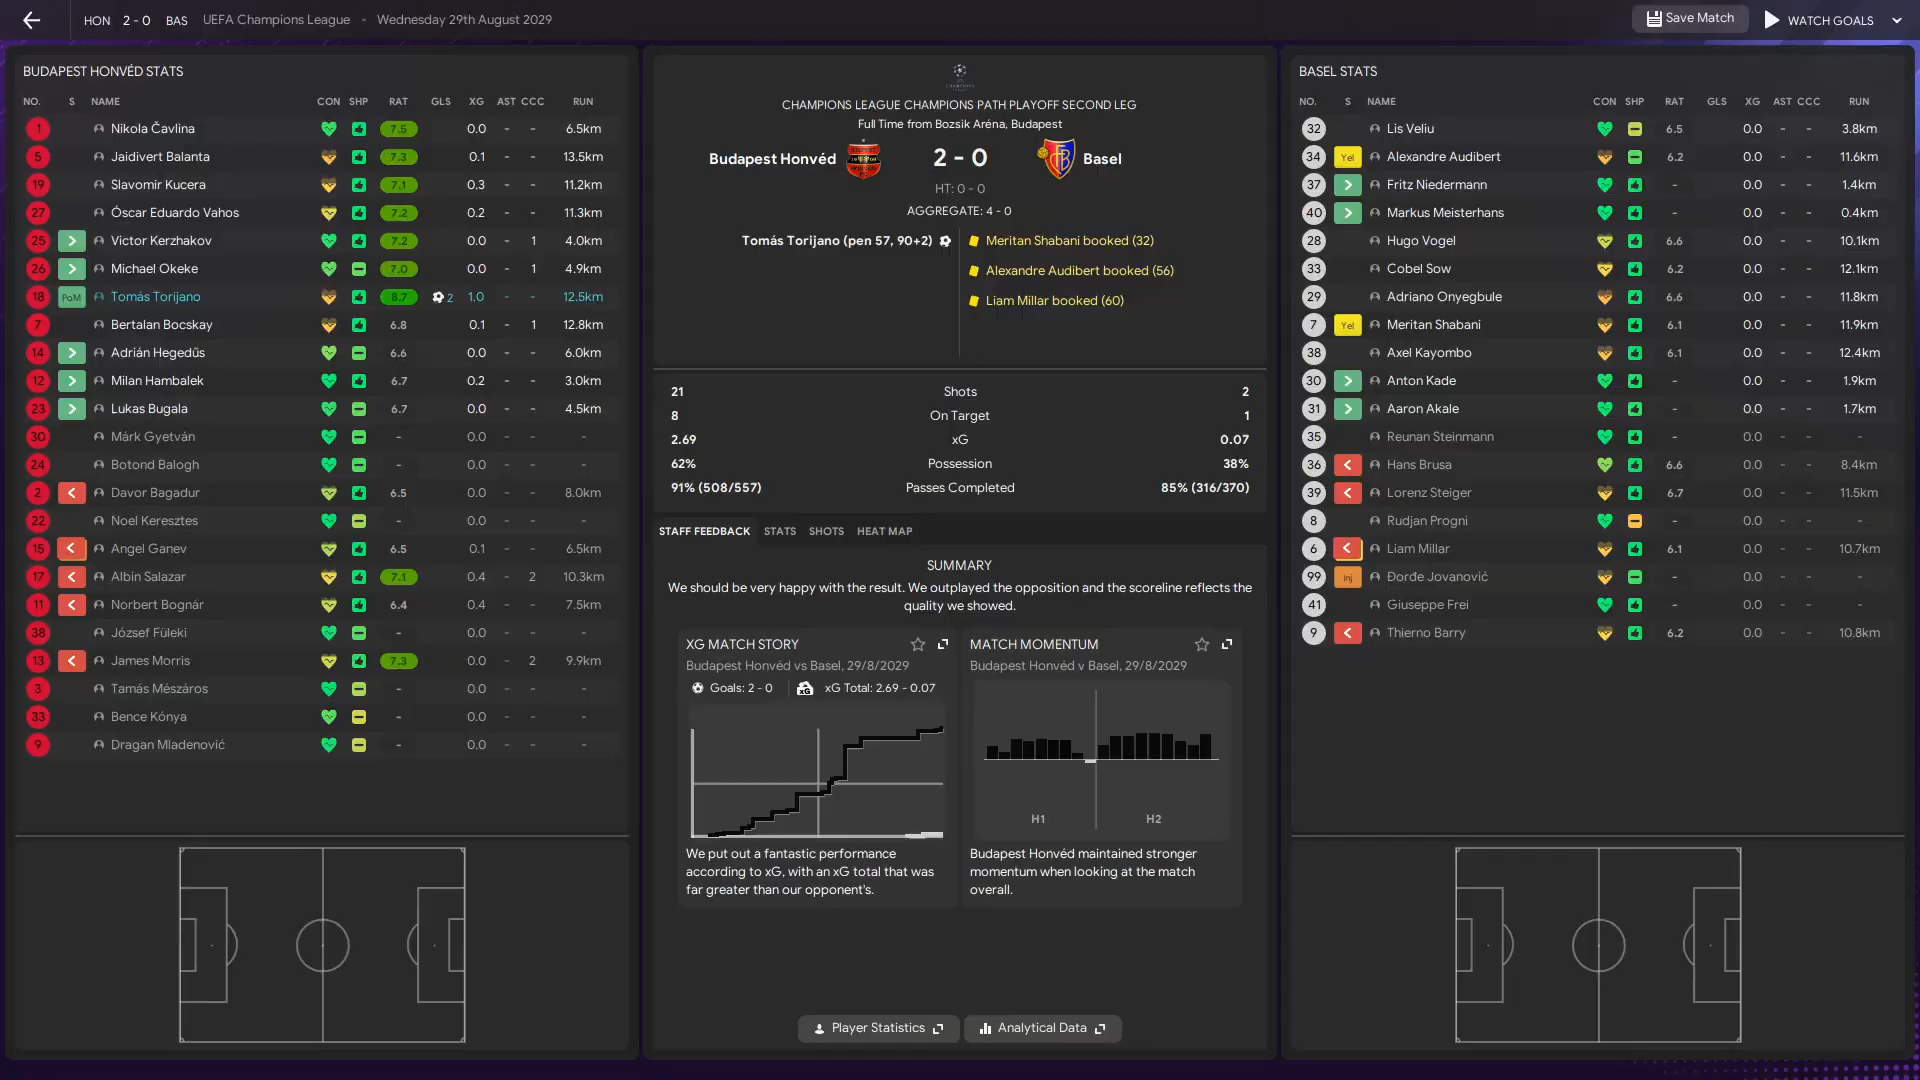 HON 2 - 0 BAS UEFA Champions League - Wednesday 29th August 2029
Save Match
WATCH GOALS
BUDAPEST HONVÉD STATS
NO. S NAME CON SHP RAT GLS XG AST CCC RUN
1 Nikola Čavlina 7.5 0.0 - - 6.5km
5 Jaidivert Balanta 7.3 0.1 - - 13.5km
19 Slavomir Kucera 7.1 0.3 - - 11.2km
27 Óscar Eduardo Vahos 7.2 0.2 - - 11.3km
25 Victor Kerzhakov 7.2 0.0 - 1 4.0km
26 Michael Okeke 7.0 0.0 - 1 4.9km
18 PoM Tomás Torijano 8.7 2 1.0 - - 12.5km
7 Bertalan Bocskay 6.8 0.1 - 1 12.8km
14 Adrián Hegedűs 6.6 0.0 - - 6.0km
12 Milan Hambalek 6.7 0.2 - - 3.0km
23 Lukas Bugala 6.7 0.0 - - 4.5km
30 Márk Gyetván - 0.0 - - -
24 Botond Balogh - 0.0 - - -
2 Davor Bagadur 6.5 0.0 - - 8.0km
22 Noel Keresztes - 0.0 - - -
15 Angel Ganev 6.5 0.1 - - 6.5km
17 Albin Salazar 7.1 0.4 - 2 10.3km
11 Norbert Bognár 6.4 0.4 - - 7.5km
38 József Füleki - 0.0 - - -
13 James Morris 7.3 0.0 - 2 9.9km
3 Tamás Mészáros - 0.0 - - -
33 Bence Kónya - 0.0 - - -
9 Dragan Mladenović - 0.0 - - -
CHAMPIONS LEAGUE CHAMPIONS PATH PLAYOFF SECOND LEG
Full Time from Bozsik Aréna, Budapest
Budapest Honvéd 2 - 0 Basel
HT: 0 - 0
AGGREGATE: 4 - 0
Tomás Torijano (pen 57, 90+2)
Meritan Shabani booked (32)
Alexandre Audibert booked (56)
Liam Millar booked (60)
21 Shots 2
8 On Target 1
2.69 xG 0.07
62% Possession 38%
91% (508/557) Passes Completed 85% (316/370)
STAFF FEEDBACK STATS SHOTS HEAT MAP
SUMMARY
We should be very happy with the result. We outplayed the opposition and the scoreline reflects the
quality we showed.
XG MATCH STORY
Budapest Honvéd vs Basel, 29/8/2029
Goals: 2 - 0 xG xG Total: 2.69 - 0.07
We put out a fantastic performance
according to xG, with an xG total that was
far greater than our opponent's.
MATCH MOMENTUM
Budapest Honvéd v Basel, 29/8/2029
H1 H2
Budapest Honvéd maintained stronger
momentum when looking at the match
overall.
Player Statistics
Analytical Data
BASEL STATS
NO. S NAME CON SHP RAT GLS XG AST CCC RUN
32 Lis Veliu 6.5 0.0 - - 3.8km
34 Yel Alexandre Audibert 6.2 0.0 - - 11.6km
37 Fritz Niedermann - 0.0 - - 1.4km
40 Markus Meisterhans - 0.0 - - 0.4km
28 Hugo Vogel 6.6 0.0 - - 10.1km
33 Cobel Sow 6.2 0.0 - - 12.1km
29 Adriano Onyegbule 6.6 0.0 - - 11.8km
7 Yel Meritan Shabani 6.1 0.0 - - 11.9km
38 Axel Kayombo 6.1 0.0 - - 12.4km
30 Anton Kade - 0.0 - - 1.9km
31 Aaron Akale - 0.0 - - 1.7km
35 Reunan Steinmann - 0.0 - - -
36 Hans Brusa 6.6 0.0 - - 8.4km
39 Lorenz Steiger 6.7 0.0 - - 11.5km
8 Rudjan Progni - 0.0 - - -
6 Liam Millar 6.1 0.0 - - 10.7km
99 Inj Đorđe Jovanović - 0.0 - - -
41 Giuseppe Frei - 0.0 - - -
9 Thierno Barry 6.2 0.0 - - 10.8km